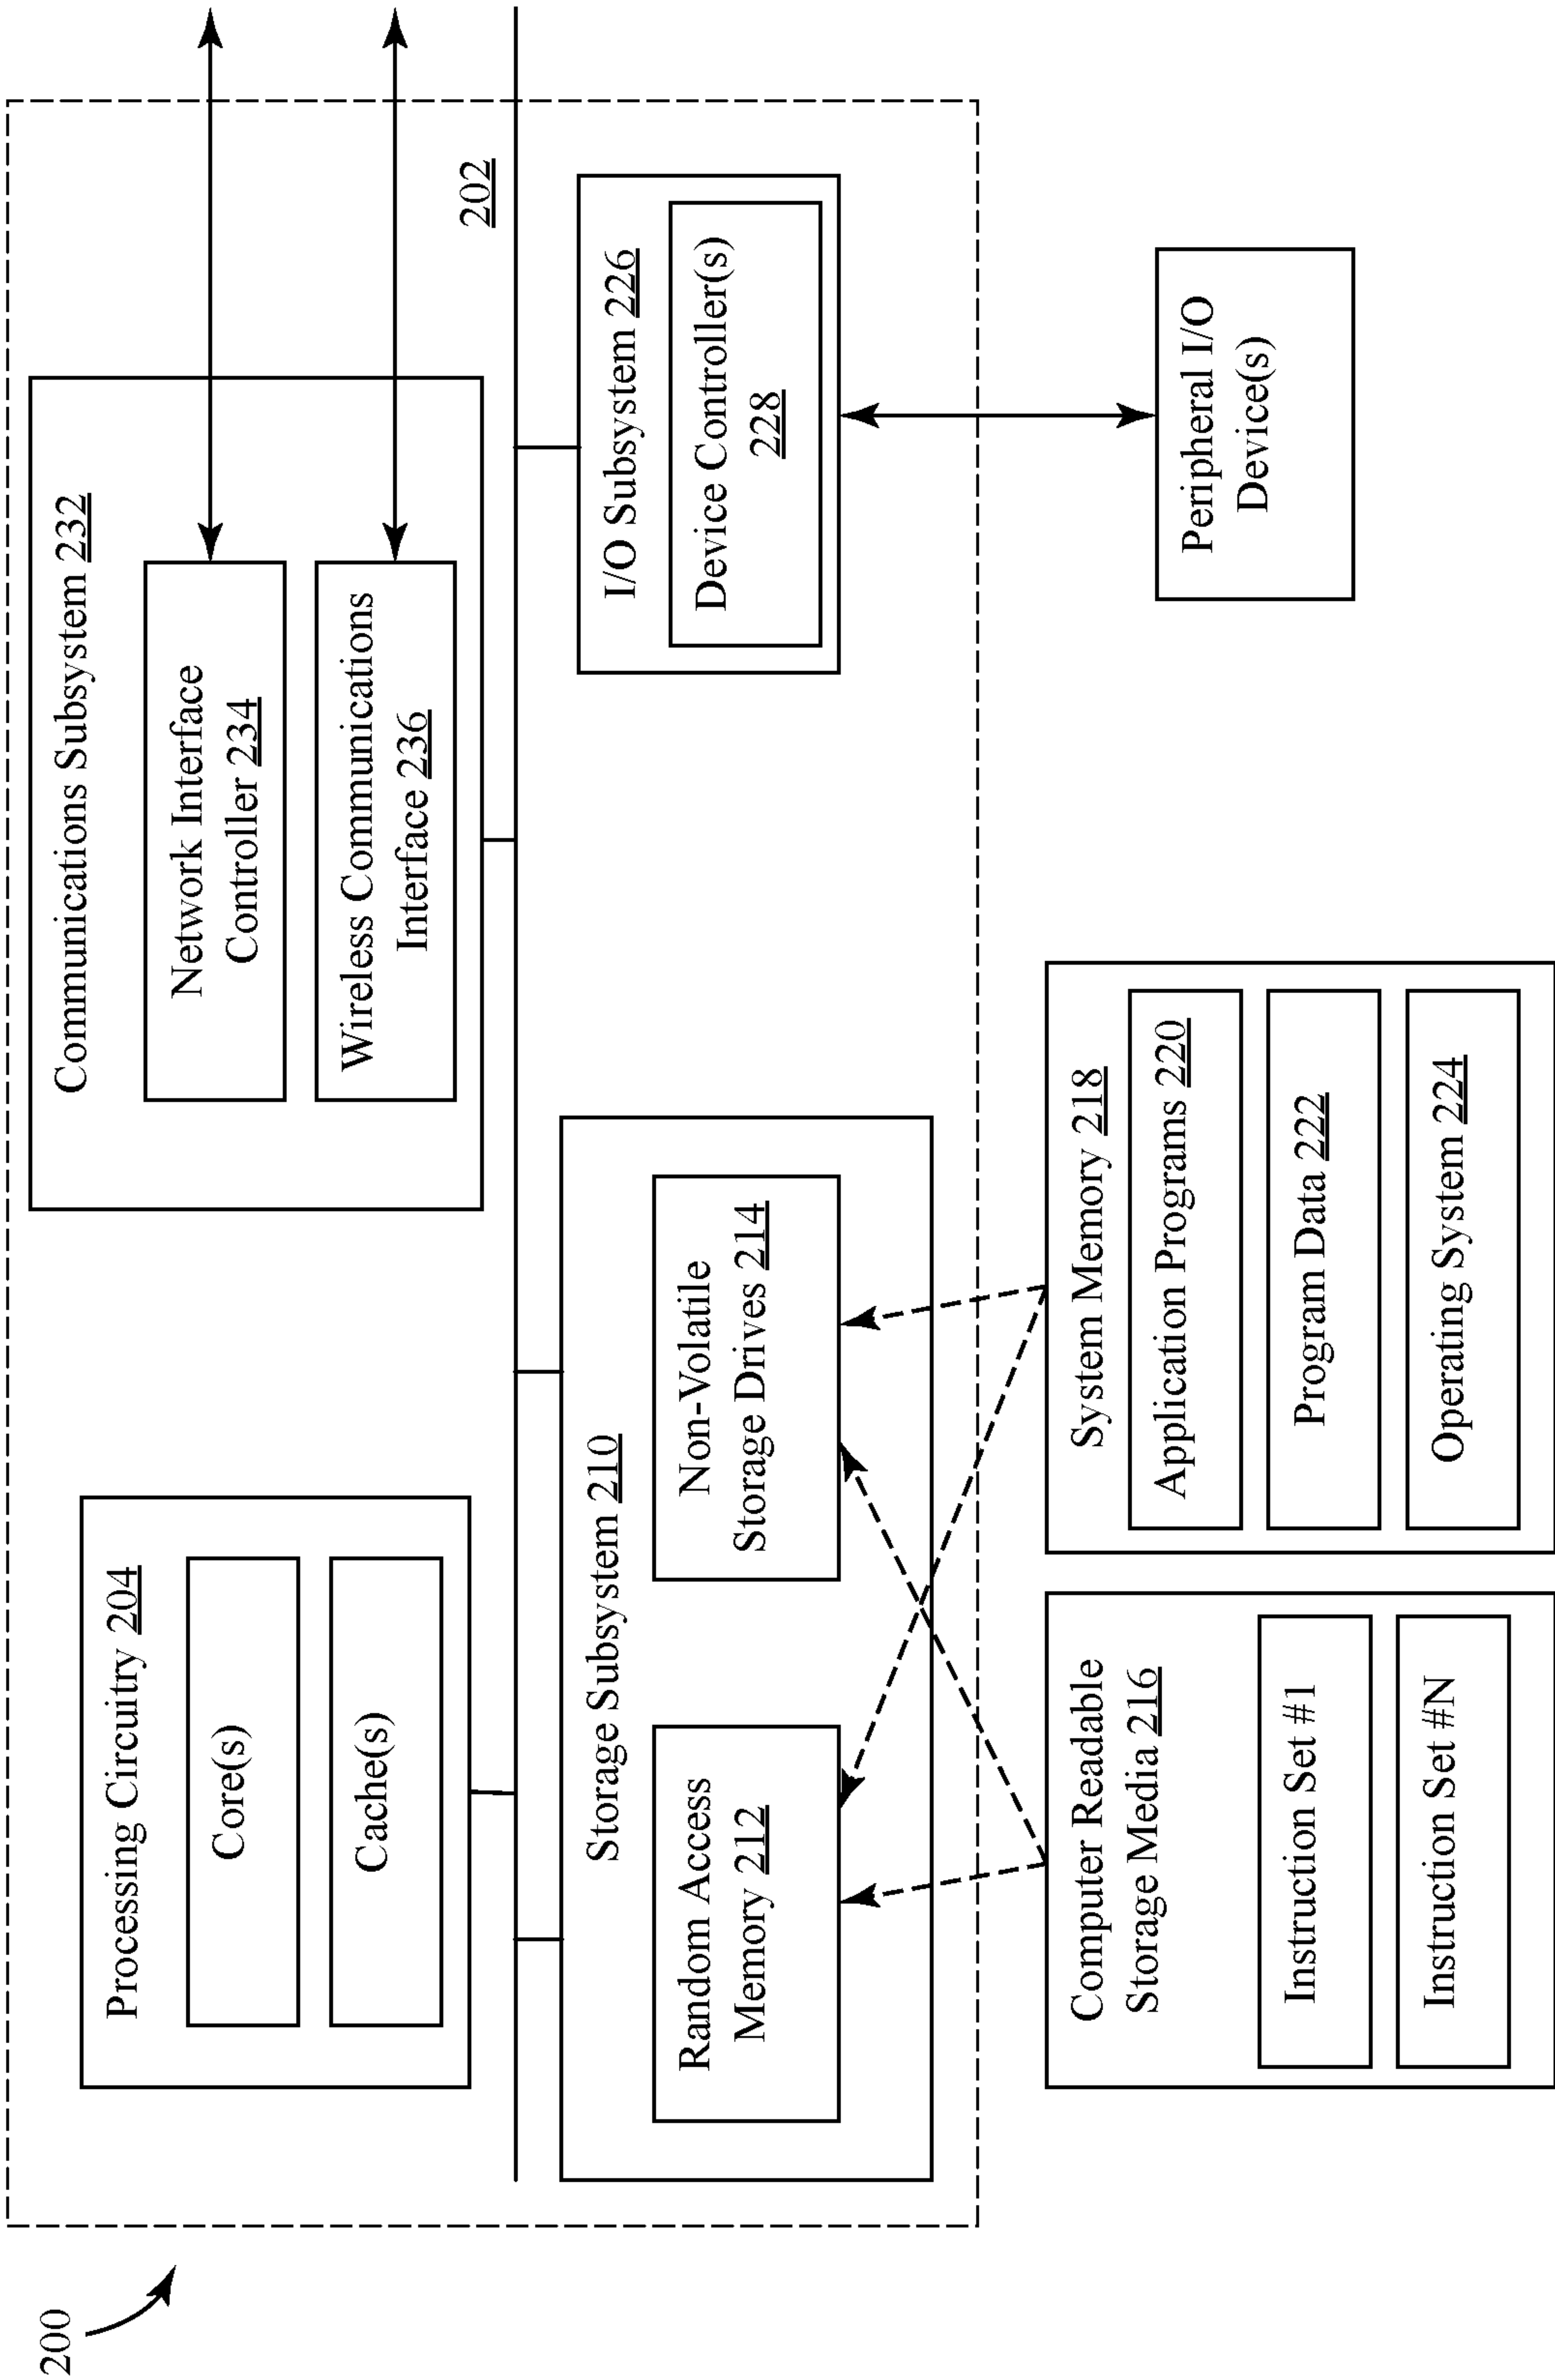 200
Processing Circuitry 204
Core(s)
Cache(s)
Communications Subsystem 232
Network Interface
Controller 234
Wireless Communications
Interface 236
202
Storage Subsystem 210
Random Access
Memory 212
Non-Volatile
Storage Drives 214
I/O Subsystem 226
Device Controller(s)
228
Computer Readable
Storage Media 216
Instruction Set #1
Instruction Set #N
System Memory 218
Application Programs 220
Program Data 222
Operating System 224
Peripheral I/O
Device(s)